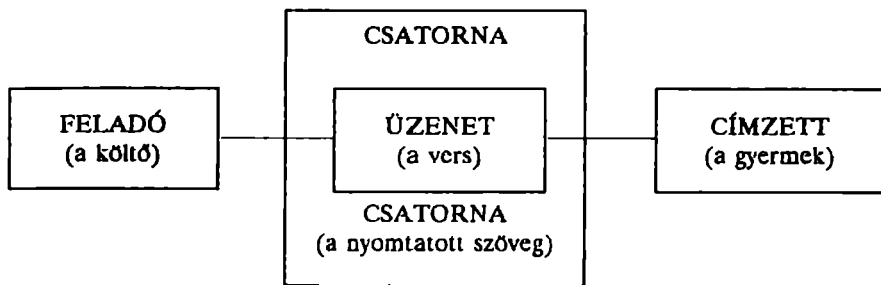 CSATORNA
FELADÓ
(a költő)
ÜZENET
(a vers)
CÍMZETT
(a gyermek)
CSATORNA
(a nyomtatott szöveg)